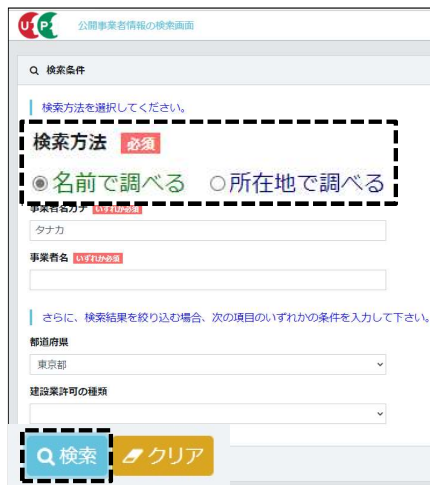 公開事業者情報の検索画面
検索条件
検索方法を選択してください。
検索方法 必須
名前で調べる 所在地で調べる
事業者名カナ いずれか必須
タナカ
事業者名 いずれか必須
さらに、検索結果を絞り込む場合、次の項目のいずれかの条件を入力して下さい。
都道府県
東京都
建設業許可の種類
検索 クリア